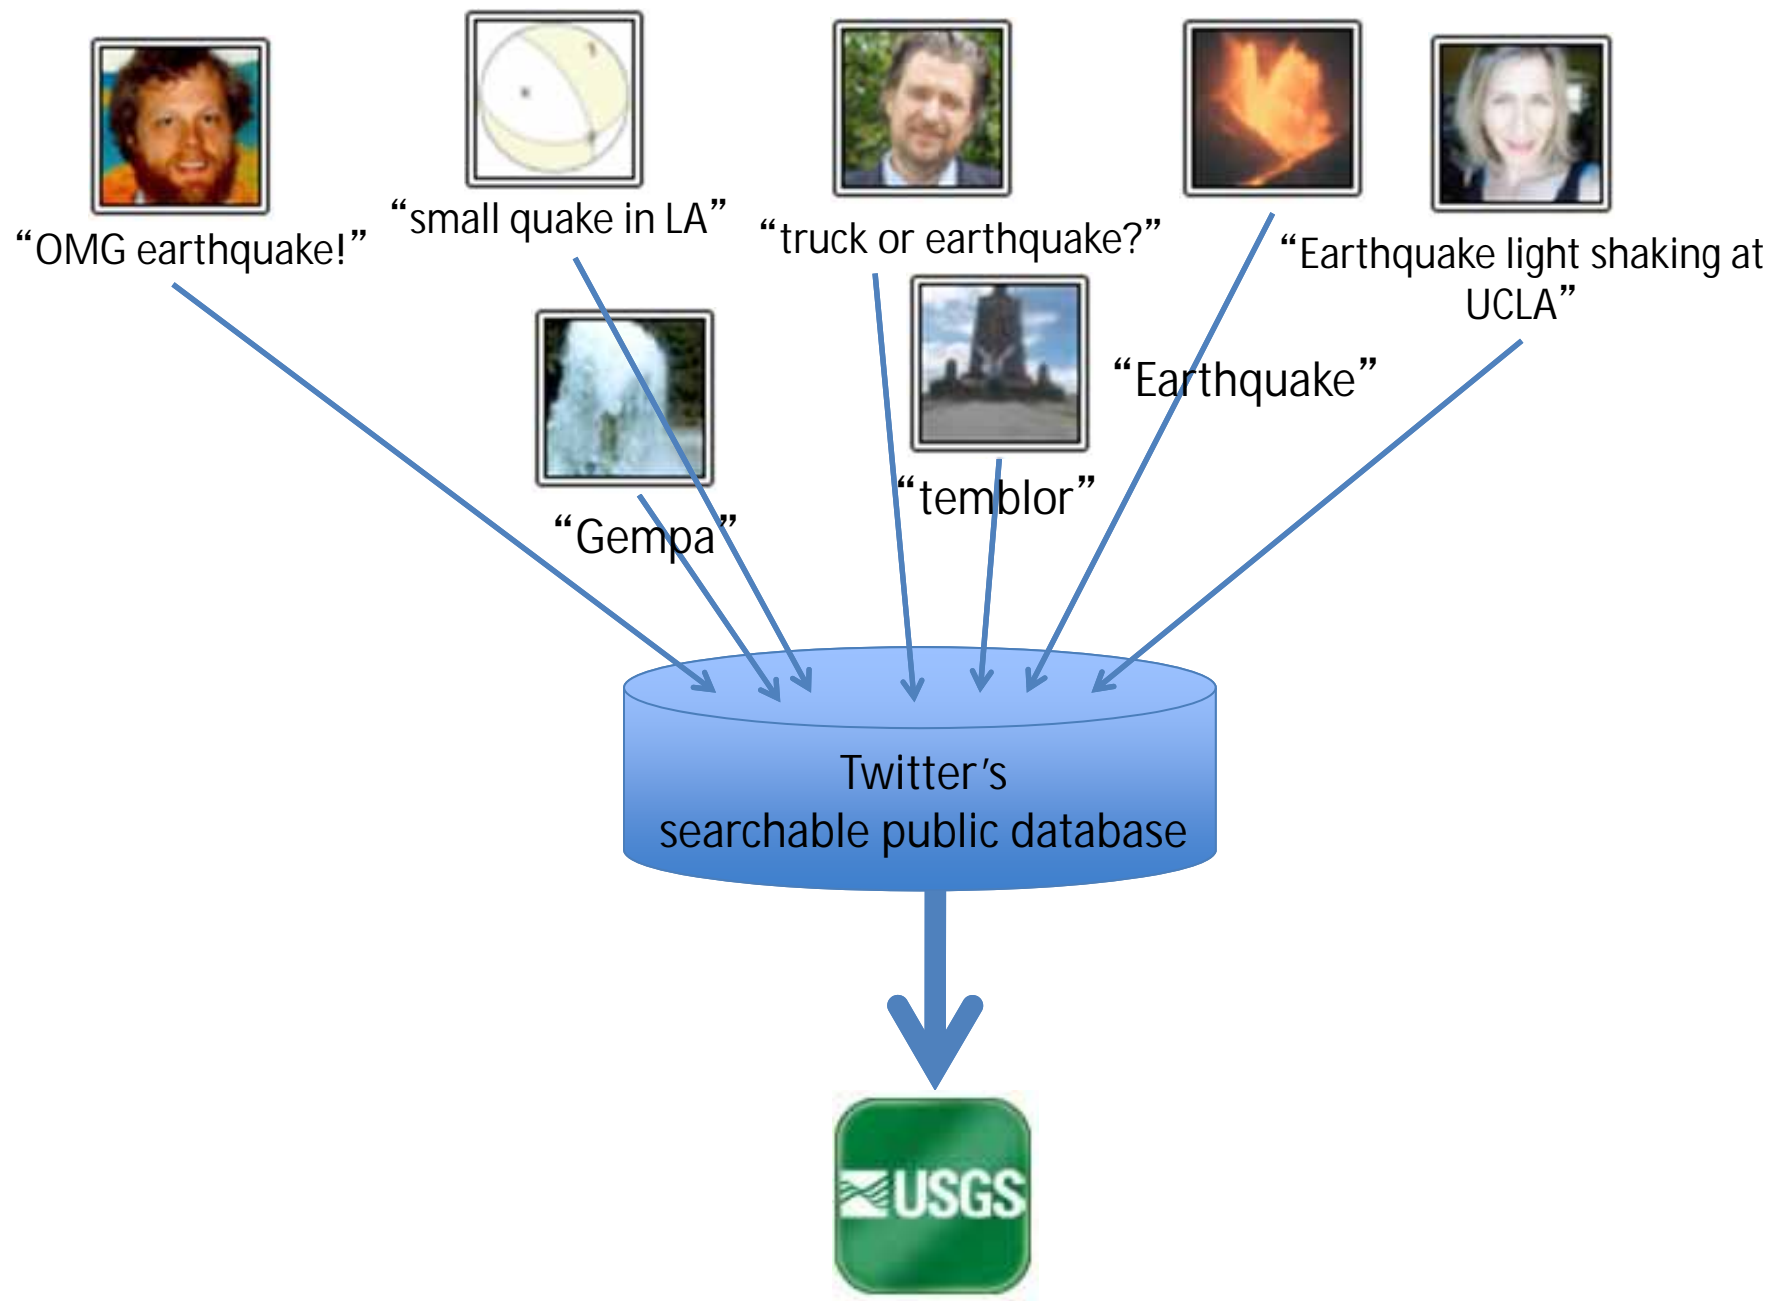 “OMG earthquake!”
“small quake in LA”
“truck or earthquake?”
“Earthquake light shaking at
UCLA”
“Earthquake”
“Gempa”
“temblor”
Twitter’s
searchable public database
USGS